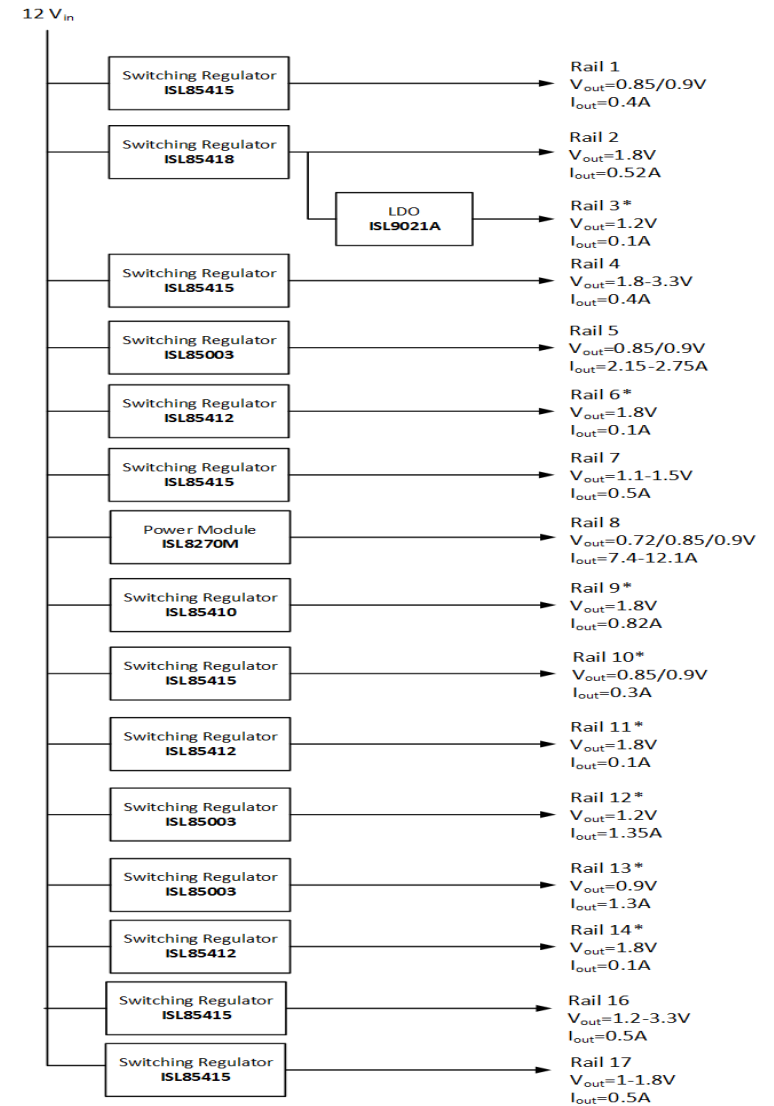 12 Vin
Switching Regulator
ISL85415
Rail 1
Vout=0.85/0.9V
Iout=0.4A
Switching Regulator
ISL85418
Rail 2
Vout=1.8V
Iout=0.52A
LDO
ISL9021A
Rail 3*
Vout=1.2V
Iout=0.1A
Switching Regulator
ISL85415
Rail 4
Vout=1.8-3.3V
Iout=0.4A
Switching Regulator
ISL85003
Rail 5
Vout=0.85/0.9V
Iout=2.15-2.75A
Switching Regulator
ISL85412
Rail 6*
Vout=1.8V
Iout=0.1A
Switching Regulator
ISL85415
Rail 7
Vout=1.1-1.5V
Iout=0.5A
Power Module
ISL8270M
Rail 8
Vout=0.72/0.85/0.9V
Iout=7.4-12.1A
Switching Regulator
ISL85410
Rail 9*
Vout=1.8V
Iout=0.82A
Switching Regulator
ISL85415
Rail 10*
Vout=0.85/0.9V
Iout=0.3A
Switching Regulator
ISL85412
Rail 11*
Vout=1.8V
Iout=0.1A
Switching Regulator
ISL85003
Rail 12*
Vout=1.2V
Iout=1.35A
Switching Regulator
ISL85003
Rail 13*
Vout=0.9V
Iout=1.3A
Switching Regulator
ISL85412
Rail 14*
Vout=1.8V
Iout=0.1A
Switching Regulator
ISL85415
Rail 16
Vout=1.2-3.3V
Iout=0.5A
Switching Regulator
ISL85415
Rail 17
Vout=1-1.8V
Iout=0.5A